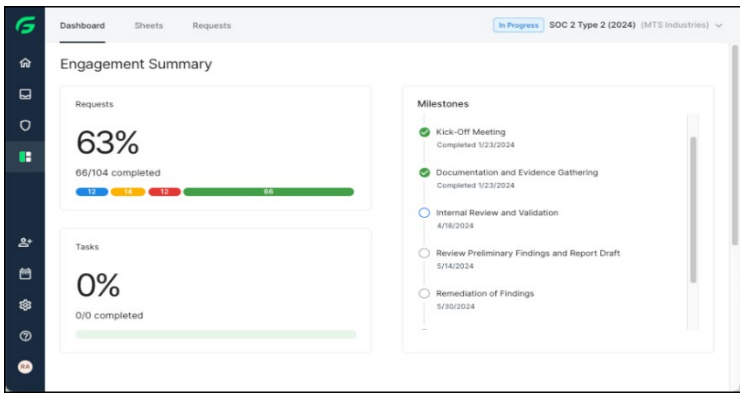 Dashboard Sheets Requests In Progress SOC 2 Type 2 (2024) (MTS Industries)
Engagement Summary
Requests
63%
66/104 completed
12 14 12 66
Tasks
0%
0/0 completed
Milestones
Kick-Off Meeting
Completed 1/23/2024
Documentation and Evidence Gathering
Completed 1/23/2024
Internal Review and Validation
4/18/2024
Review Preliminary Findings and Report Draft
5/14/2024
Remediation of Findings
5/30/2024
RA